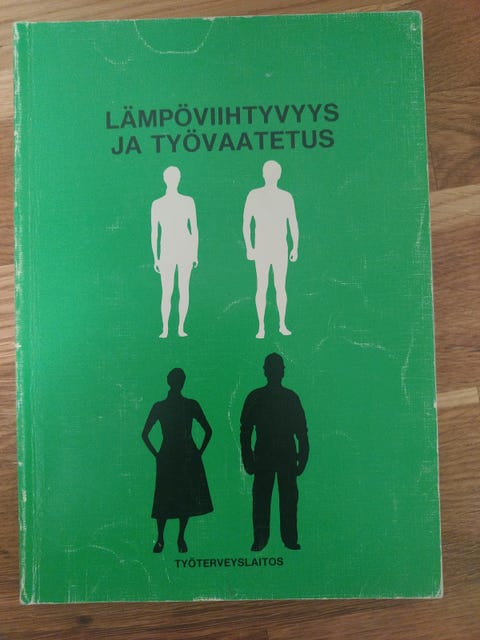 LÄMPÖVIIHTYVYYS
JA TYÖVAATETUS
TYÖTERVEYSLAITOS